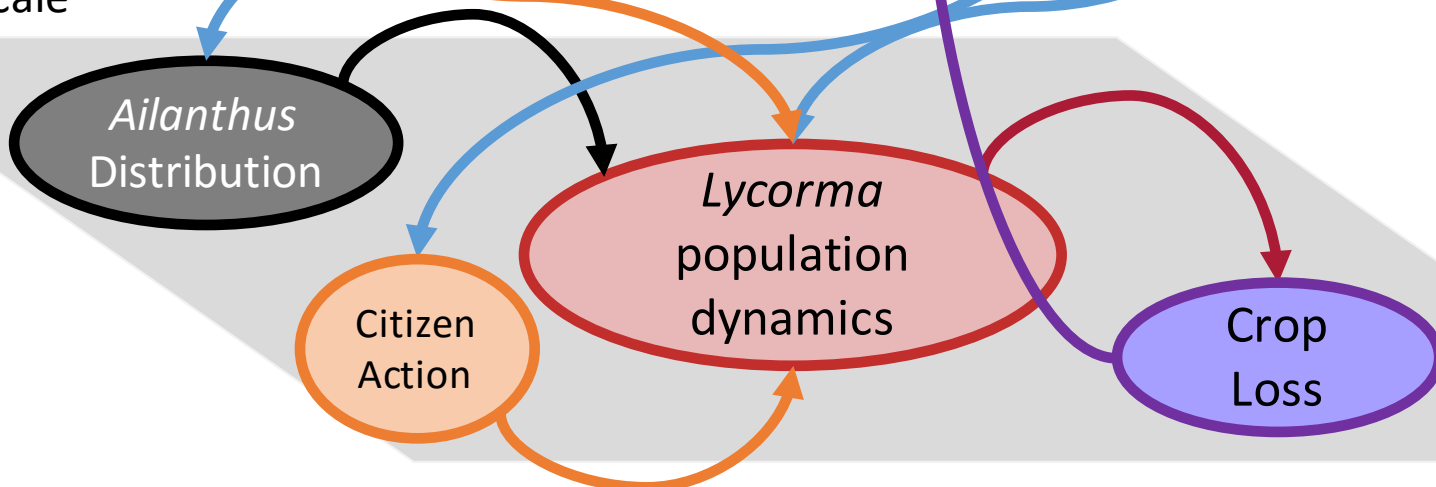 Ailanthus
Distribution
Lycorma
population
dynamics
Citizen
Action
Crop
Loss